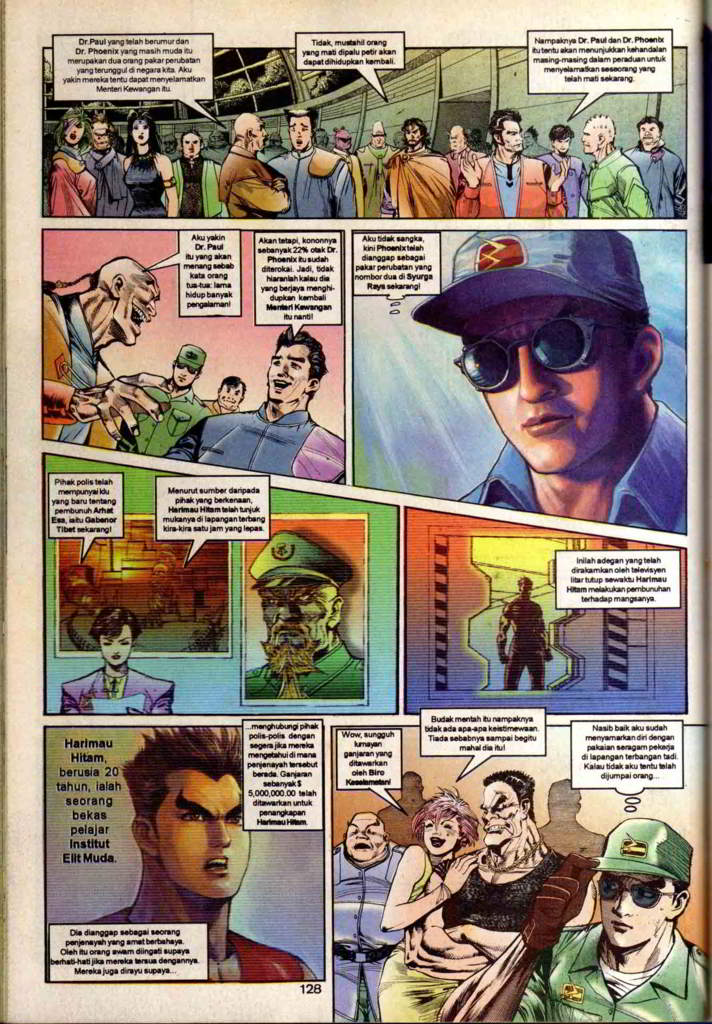 Dr.Paul yang telah berumur dan
Dr. Phoenix yang masih muda itu
merupakan dua orang pakar perubatan
yang terunggul di negara kita. Aku
yakin mereka tentu dapat menyelamatkan
Menteri Kewangan itu.
Tidak, mustahil orang
yang mati dipalu petir akan
dapat dihidupkan kembali.
Nampaknya Dr. Paul dan Dr. Phoenix
itu tentu akan menunjukkan kehandalan
masing-masing dalam peraduan untuk
menyelamatkan seseorang yang
telah mati sekarang.
Aku yakin
Dr. Paul
itu yang akan
menang sebab
kata orang
tua-tua: lama
hidup banyak
pengalaman!
Akan tetapi, kononnya
sebanyak 22% otak Dr.
Phoenix itu sudah
diterokai. Jadi, tidak
hiranlah kalau dia
yang berjaya menghi-
dupkan kembali
Menteri Kewangan
itu nanti!
Aku tidak sangka,
kini Phoenix telah
dianggap sebagai
pakar perubatan yang
nombor dua di Syurga
Raya sekarang!
Pihak polis telah
mempunyai klu
yang baru tentang
pembunuh Arhat
Esa, iaitu Gabenor
Tibet sekarang!
Menurut sumber daripada
pihak yang berkenaan,
Harimau Hitam telah tunjuk
mukanya di lapangan terbang
kira-kira satu jam yang lepas.
Inilah adegan yang telah
dirakamkan oleh televisyen
litar tutup sewaktu Harimau
Hitam melakukan pembunuhan
terhadap mangsanya.
Harimau
Hitam,
berusia 20
tahun, ialah
seorang
bekas
pelajar
Institut
Elit Muda.
Dia dianggap sebagai seorang
penjenayah yang amat berbahaya.
Oleh itu orang awam diingati supaya
berhati-hati jika mereka tersua dengannya.
Mereka juga dirayu supaya...
...menghubungi pihak
polis-polis dengan
segera jika mereka
mengetahui di mana
penjenayah tersebut
berada. Ganjaran
sebanyak $
5,000,000.00 telah
ditawarkan untuk
penangkapan
Harimau Hitam.
Wow, sungguh
lumayan
ganjaran yang
ditawarkan
oleh Biro
Keselamatan!
Budak mentah itu nampaknya
tidak ada apa-apa keistimewaan.
Tiada sebabnya sampai begitu
mahal dia itu!
Nasib baik aku sudah
menyamarkan diri dengan
pakaian seragam pekerja
di lapangan terbangan tadi.
Kalau tidak aku tentu telah
dijumpai orang...
128